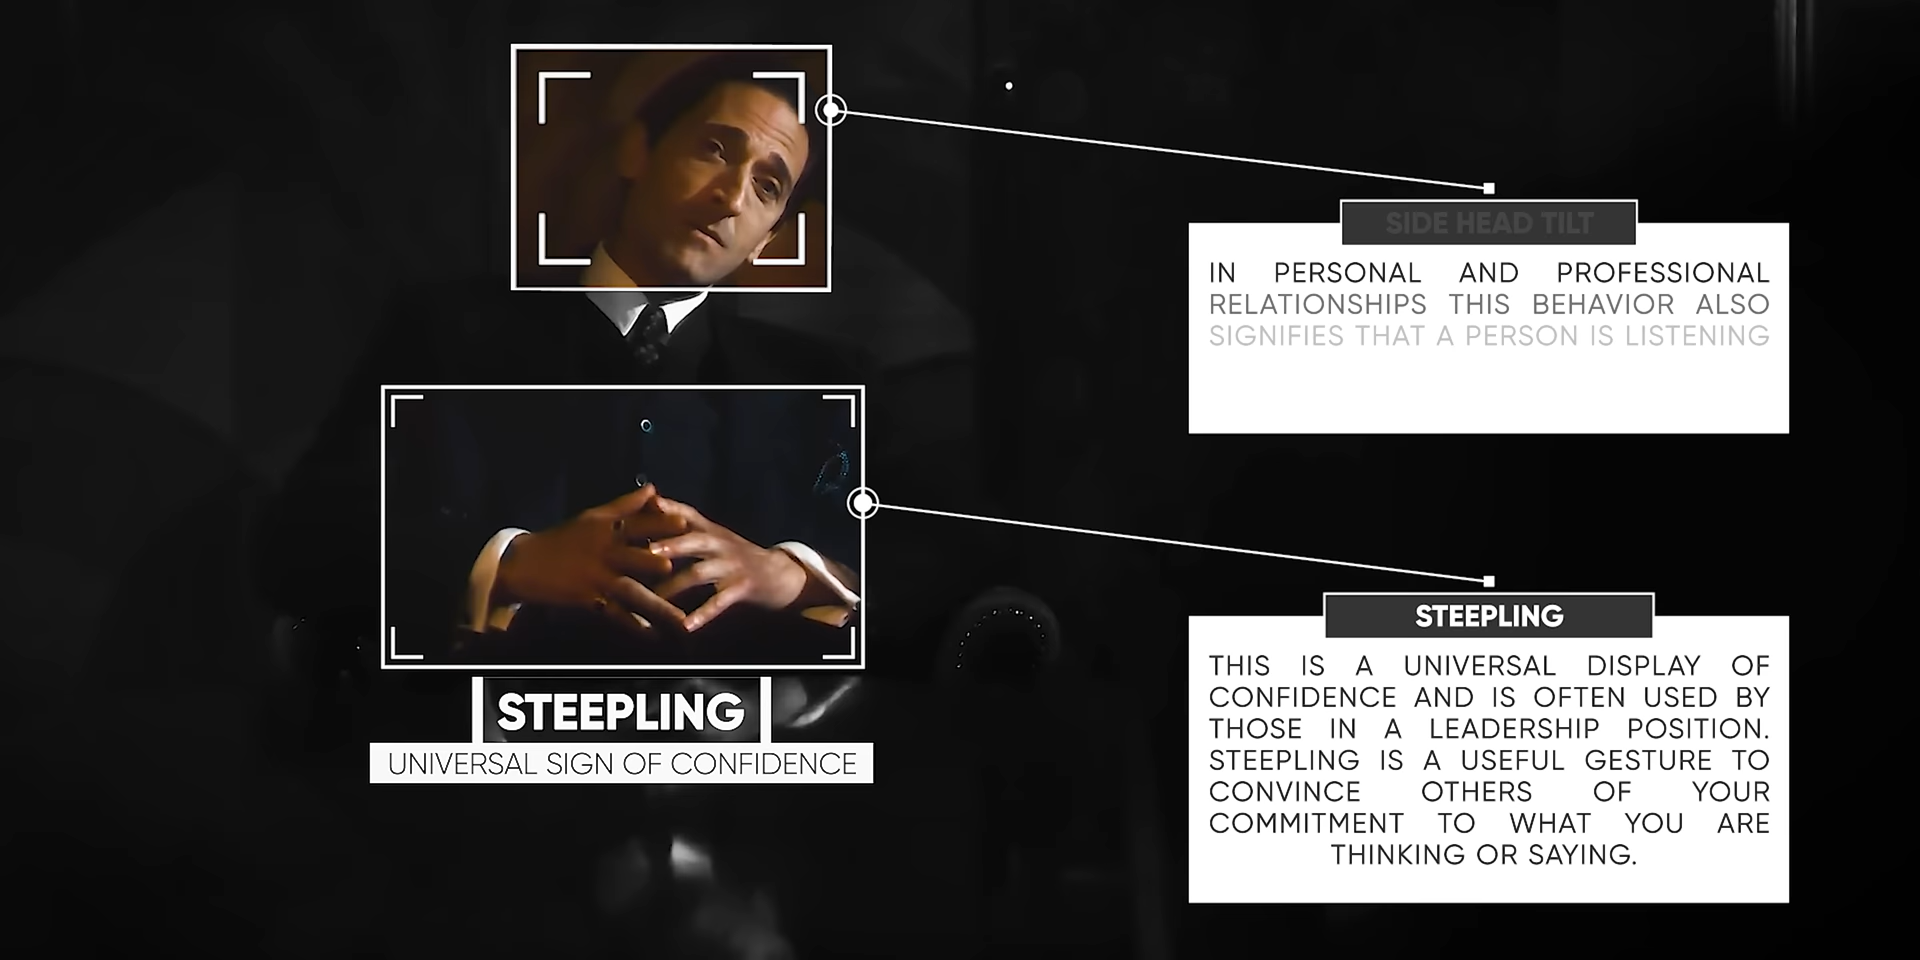 SIDE HEAD TILT
IN PERSONAL AND PROFESSIONAL
RELATIONSHIPS THIS BEHAVIOR ALSO
SIGNIFIES THAT A PERSON IS LISTENING
STEEPLING
UNIVERSAL SIGN OF CONFIDENCE
STEEPLING
THIS IS A UNIVERSAL DISPLAY OF
CONFIDENCE AND IS OFTEN USED BY
THOSE IN A LEADERSHIP POSITION.
STEEPLING IS A USEFUL GESTURE TO
CONVINCE OTHERS OF YOUR
COMMITMENT TO WHAT YOU ARE
THINKING OR SAYING.